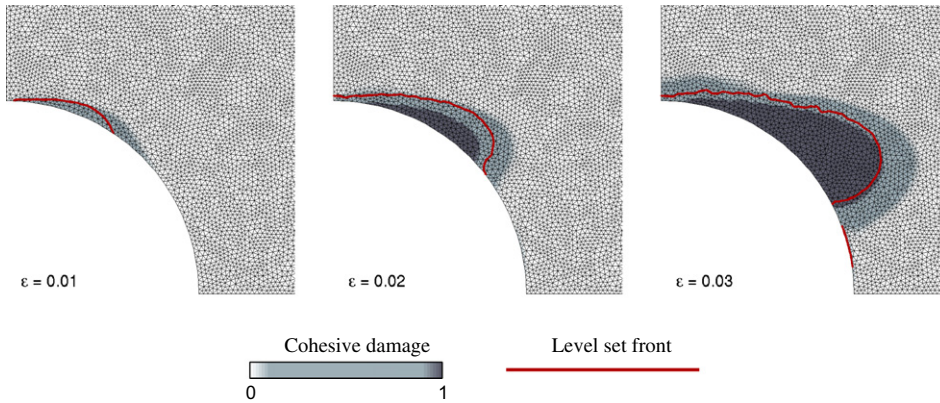 ε = 0.01
ε = 0.02
ε = 0.03
Cohesive damage
Level set front
0
1